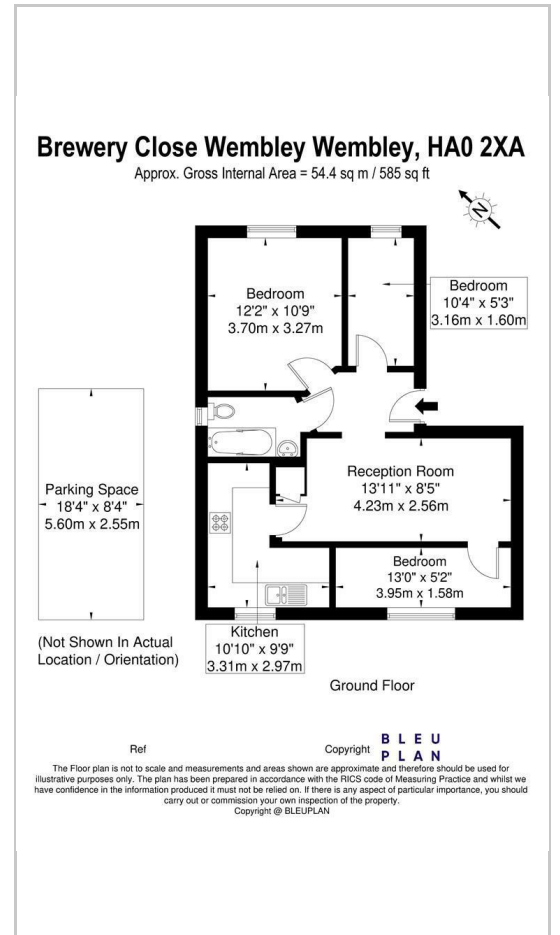 Brewery Close Wembley Wembley, HA0 2XA
Approx. Gross Internal Area = 54.4 sq m / 585 sq ft
N
Bedroom
12'2" x 10'9"
3.70m x 3.27m
Bedroom
10'4" x 5'3"
3.16m x 1.60m
Reception Room
13'11" x 8'5"
4.23m x 2.56m
Parking Space
18'4" x 8'4"
5.60m x 2.55m
Bedroom
13'0" x 5'2"
3.95m x 1.58m
(Not Shown In Actual
Location / Orientation)
Kitchen
10'10" x 9'9"
3.31m x 2.97m
Ground Floor
Ref
Copyright
BLEU
PLAN
The Floor plan is not to scale and measurements and areas shown are approximate and therefore should be used for
illustrative purposes only. The plan has been prepared in accordance with the RICS code of Measuring Practice and whilst we
have confidence in the information produced it must not be relied on. If there is any aspect of particular importance, you should
carry out or commission your own inspection of the property.
Copyright @ BLEUPLAN